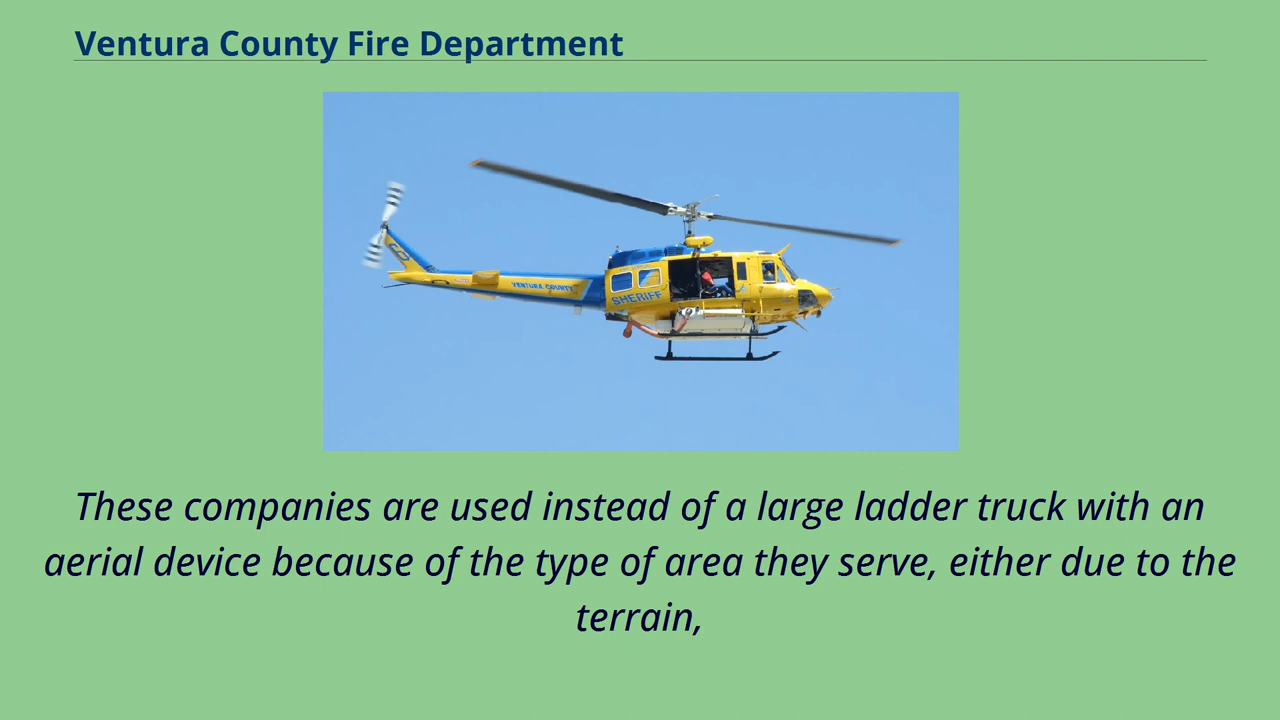 Ventura County Fire Department
VENTURA COUNTY
SHERIFF
These companies are used instead of a large ladder truck with an
aerial device because of the type of area they serve, either due to the
terrain,